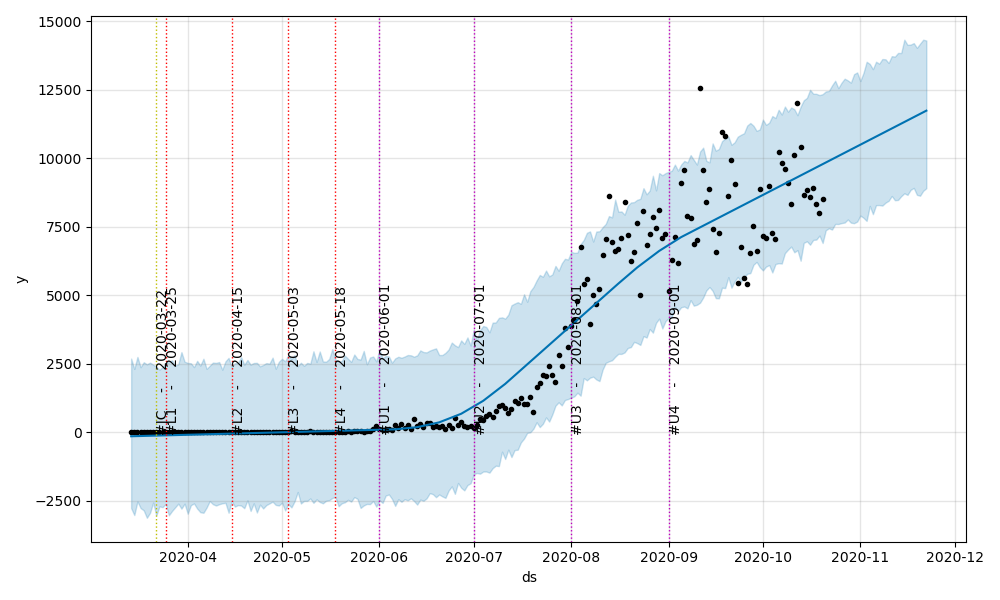 15000
12500
10000
7500
5000
2500
0
−2500
y
#JC - 2020-03-22
#L1 - 2020-03-25
#L2 - 2020-04-15
#L3 - 2020-05-03
#L4 - 2020-05-18
#U1 - 2020-06-01
#U2 - 2020-07-01
#U3 - 2020-08-01
#U4 - 2020-09-01
2020-04
2020-05
2020-06
2020-07
2020-08
2020-09
2020-10
2020-11
2020-12
ds